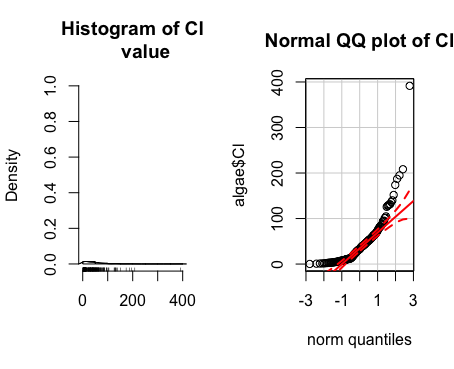 Histogram of Cl
value
Density
0.0 0.2 0.4 0.6 0.8 1.0
0 200 400
Normal QQ plot of Cl
algae$Cl
0 100 200 300 400
-3 -1 1 3
norm quantiles